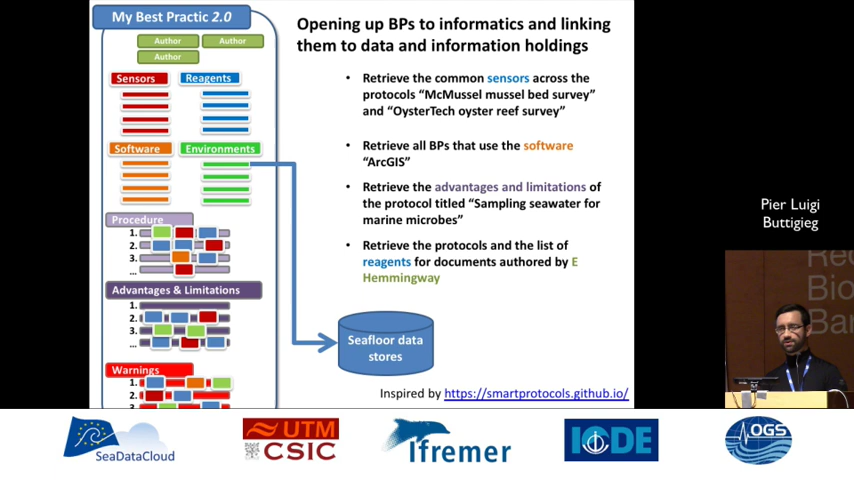 My Best Practic 2.0
Author
Author
Author
Sensors
Reagents
Software
Environments
Procedure
1.
2.
3.
...
Advantages & Limitations
1.
2.
3.
...
Warnings
1.
2.
Opening up BPs to informatics and linking
them to data and information holdings
• Retrieve the common sensors across the
protocols “McMussel mussel bed survey”
and “OysterTech oyster reef survey”
• Retrieve all BPs that use the software
“ArcGIS”
• Retrieve the advantages and limitations of
the protocol titled “Sampling seawater for
marine microbes”
• Retrieve the protocols and the list of
reagents for documents authored by E
Hemmingway
Seafloor data
stores
Inspired by https://smartprotocols.github.io/
Pier Luigi
Buttigieg
SeaDataCloud
UTM
CSIC
Ifremer
IODE
OGS